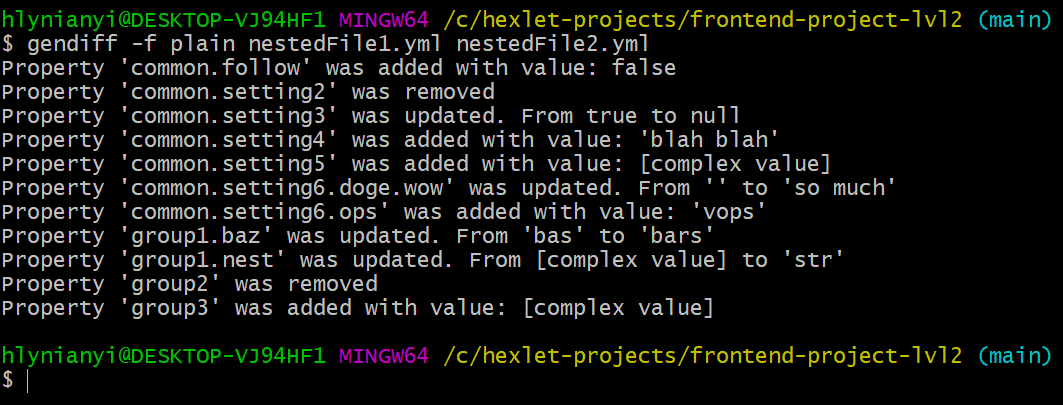 hlynianyi@DESKTOP-VJ94HF1 MINGW64 /c/hexlet-projects/frontend-project-lvl2 (main)
$ gendiff -f plain nestedFile1.yml nestedFile2.yml
Property 'common.follow' was added with value: false
Property 'common.setting2' was removed
Property 'common.setting3' was updated. From true to null
Property 'common.setting4' was added with value: 'blah blah'
Property 'common.setting5' was added with value: [complex value]
Property 'common.setting6.doge.wow' was updated. From '' to 'so much'
Property 'common.setting6.ops' was added with value: 'vops'
Property 'group1.baz' was updated. From 'bas' to 'bars'
Property 'group1.nest' was updated. From [complex value] to 'str'
Property 'group2' was removed
Property 'group3' was added with value: [complex value]
hlynianyi@DESKTOP-VJ94HF1 MINGW64 /c/hexlet-projects/frontend-project-lvl2 (main)
$